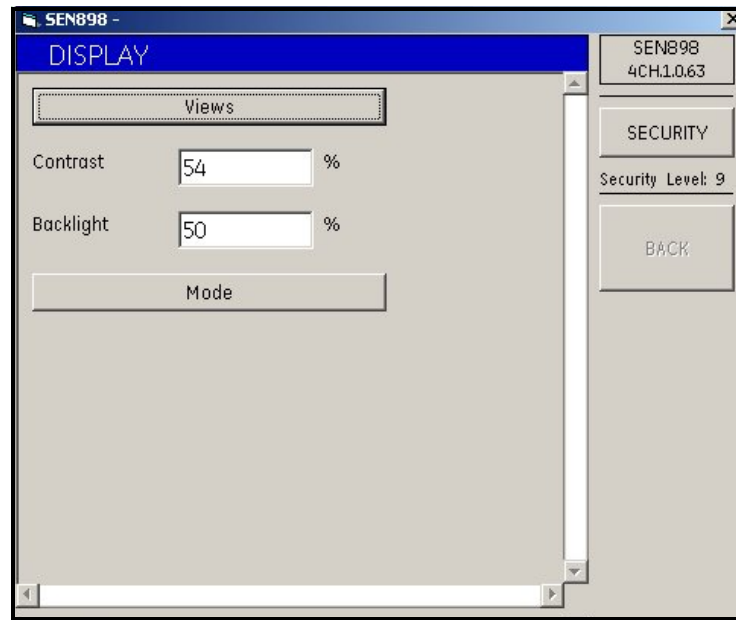 SEN898 -
DISPLAY
Views
Contrast 54 %
Backlight 50 %
Mode
SEN898
4CH.1.0.63
SECURITY
Security Level: 9
BACK